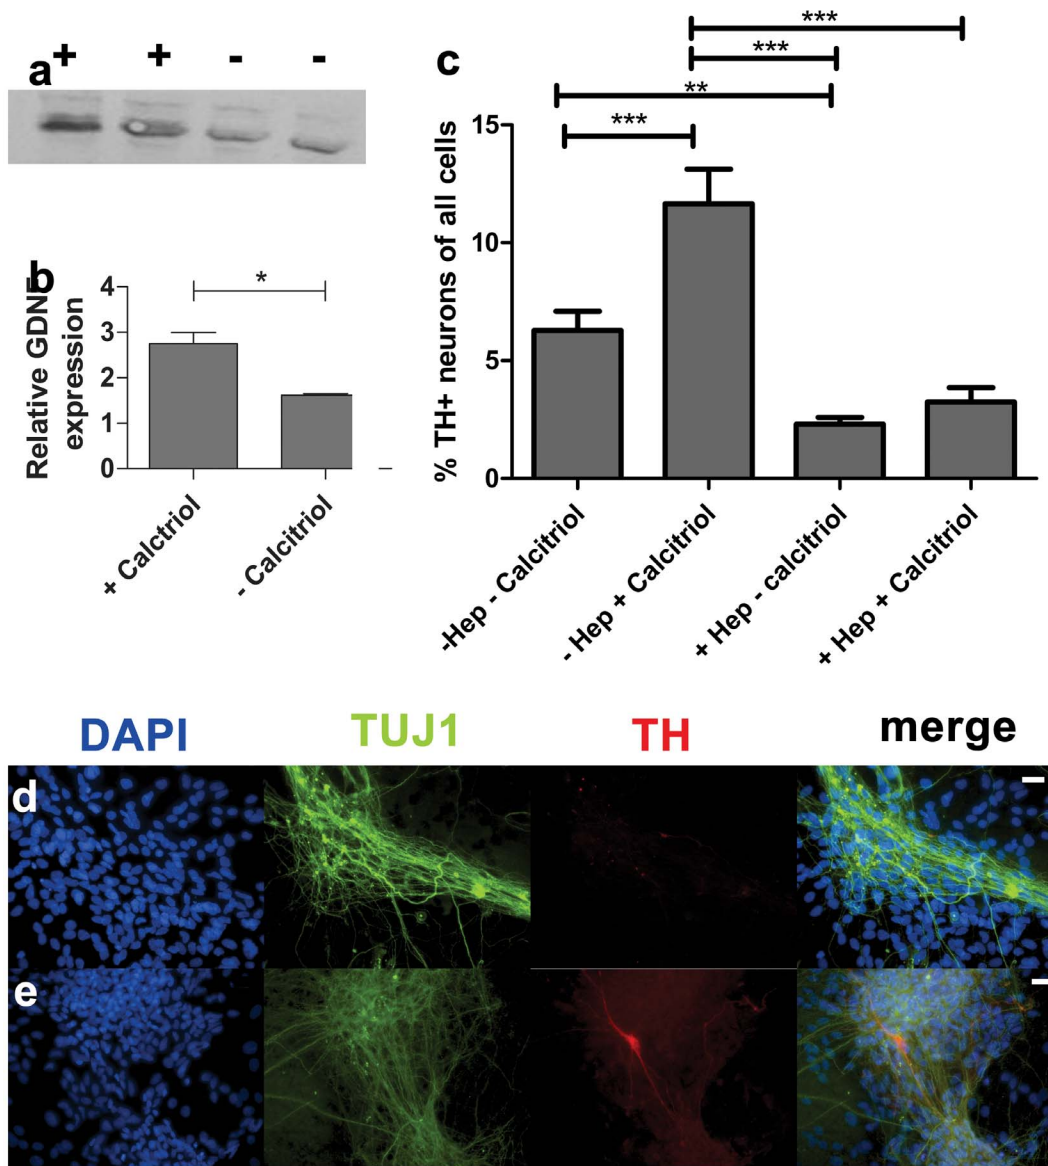 a
+ + - -
b
Relative GDNF
expression
4
3
2
1
0
*
+ Calctriol
- Calcitriol
c
% TH+ neurons of all cells
15
10
5
0
***
***
**
***
-Hep - Calcitriol
- Hep + Calcitriol
+ Hep - calcitriol
+ Hep + Calcitriol
DAPI TUJ1 TH merge
d
e